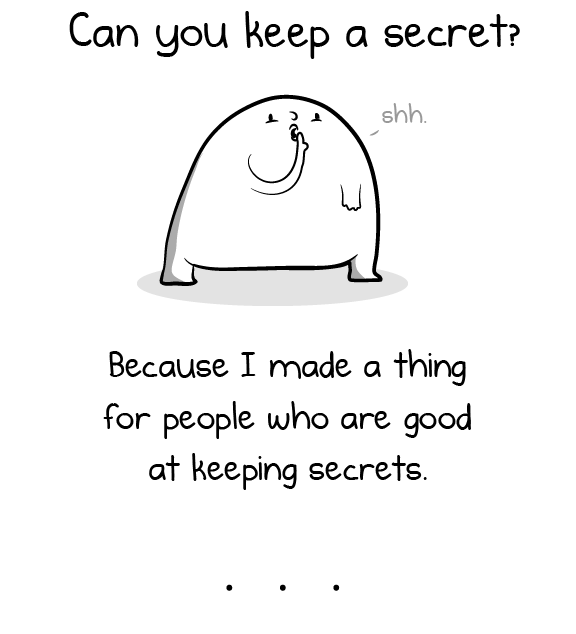 Can you keep a secret?
shh.
Because I made a thing
for people who are good
at keeping secrets.
. . .